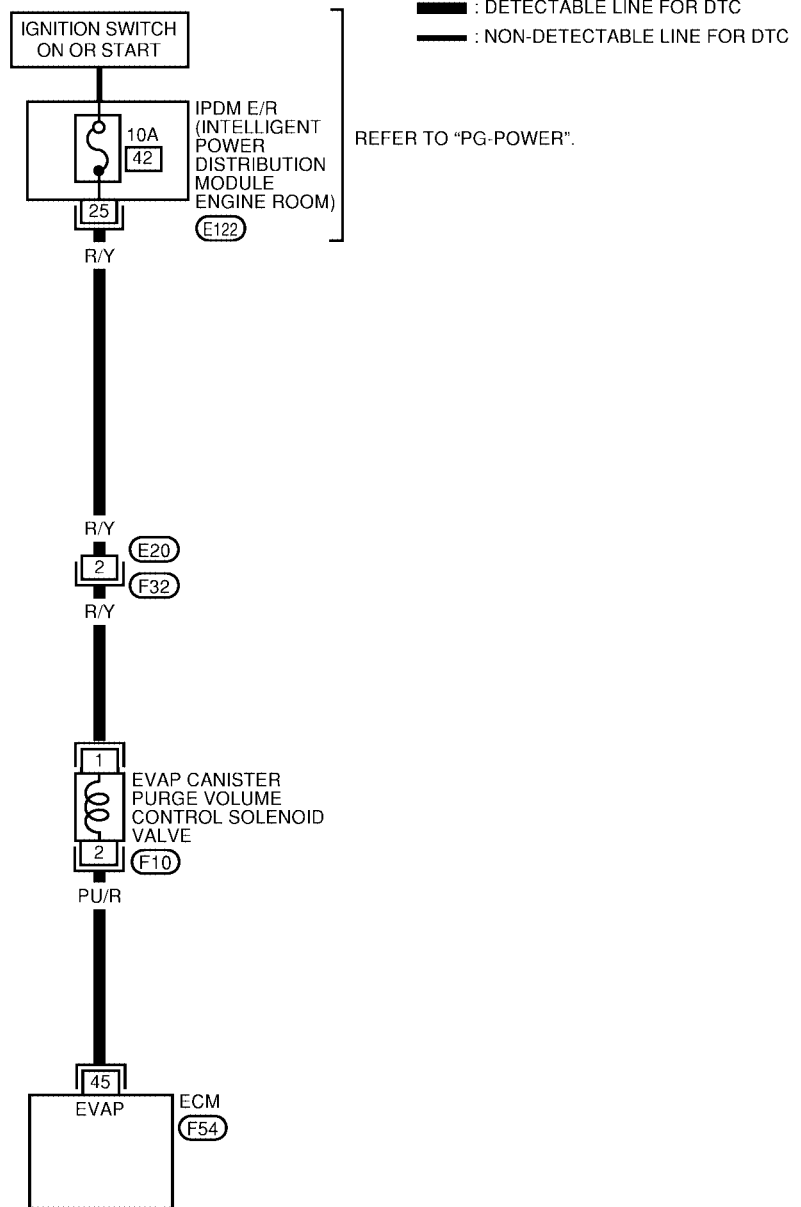 : DETECTABLE LINE FOR DTC
: NON-DETECTABLE LINE FOR DTC
IGNITION SWITCH
ON OR START
10A
42
IPDM E/R
(INTELLIGENT
POWER
DISTRIBUTION
MODULE
ENGINE ROOM)
E122
REFER TO “PG-POWER”.
25
R/Y
R/Y
E20
2
F32
R/Y
1
EVAP CANISTER
PURGE VOLUME
CONTROL SOLENOID
VALVE
2
F10
PU/R
45
EVAP
ECM
F54